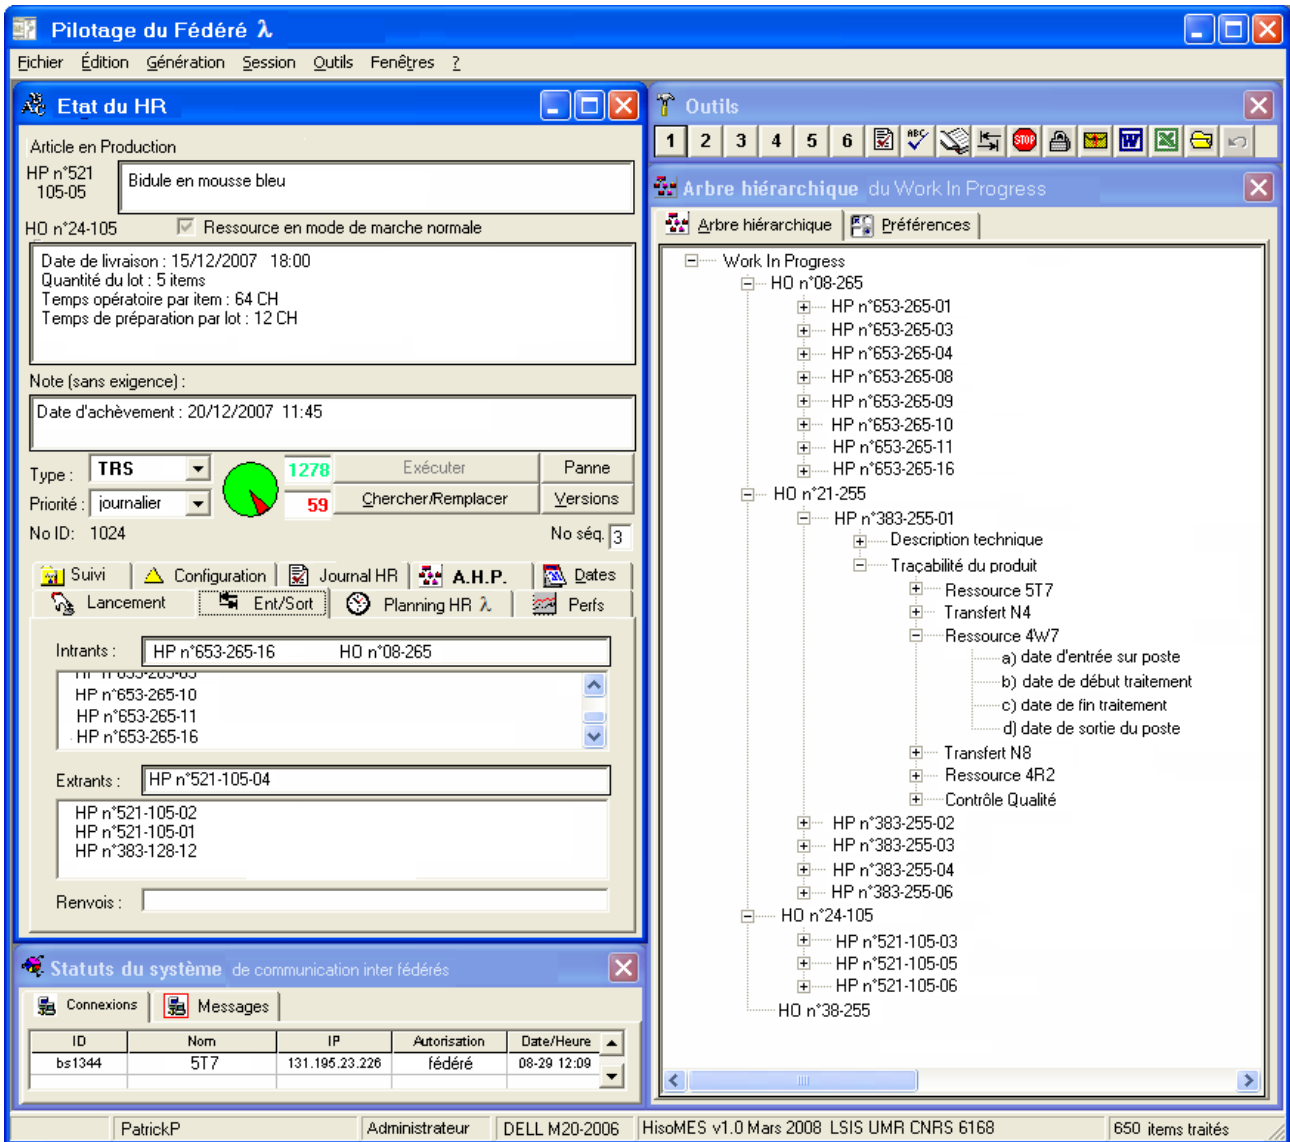 Pilotage du Fédéré λ
Fichier Édition Génération Session Outils Fenêtres ?
Etat du HR
Article en Production
HP n°521
105-05
Bidule en mousse bleu
HO n°24-105
Ressource en mode de marche normale
Date de livraison : 15/12/2007 18:00
Quantité du lot : 5 items
Temps opératoire par item : 64 CH
Temps de préparation par lot : 12 CH
Note (sans exigence) :
Date d'achèvement : 20/12/2007 11:45
Type : TRS 1278 Exécuter Panne
Priorité : journalier 59 Chercher/Remplacer Versions
No ID: 1024 No séq. 3
Suivi Configuration Journal HR A.H.P. Dates
Lancement Ent/Sort Planning HR λ Perfs
Intrants : HP n°653-265-16 HO n°08-265
HP n°653-265-10
HP n°653-265-11
HP n°653-265-16
Extrants : HP n°521-105-04
HP n°521-105-02
HP n°521-105-01
HP n°383-128-12
Renvois :
Statuts du système de communication inter fédérés
Connexions Messages
ID Nom IP Autorisation Date/Heure
bs1344 5T7 131.195.23.226 fédéré 08-29 12:09
Outils
1 2 3 4 5 6 ABC STOP W
Arbre hiérarchique du Work In Progress
Arbre hiérarchique Préférences
Work In Progress
HO n°08-265
HP n°653-265-01
HP n°653-265-03
HP n°653-265-04
HP n°653-265-08
HP n°653-265-09
HP n°653-265-10
HP n°653-265-11
HP n°653-265-16
HO n°21-255
HP n°383-255-01
Description technique
Traçabilité du produit
Ressource 5T7
Transfert N4
Ressource 4W7
a) date d'entrée sur poste
b) date de début traitement
c) date de fin traitement
d) date de sortie du poste
Transfert N8
Ressource 4R2
Contrôle Qualité
HP n°383-255-02
HP n°383-255-03
HP n°383-255-04
HP n°383-255-06
HO n°24-105
HP n°521-105-03
HP n°521-105-05
HP n°521-105-06
HO n°38-255
PatrickP Administrateur DELL M20-2006 HisoMES v1.0 Mars 2008 LSIS UMR CNRS 6168 650 items traités